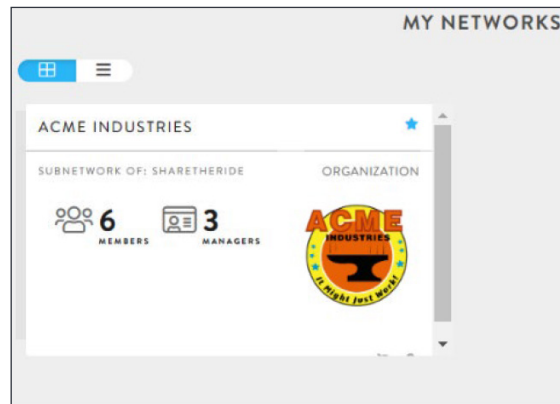 MY NETWORKS
ACME INDUSTRIES
SUBNETWORK OF: SHARETHERIDE
ORGANIZATION
6
MEMBERS
3
MANAGERS
ACME
INDUSTRIES
It Might Just Work!